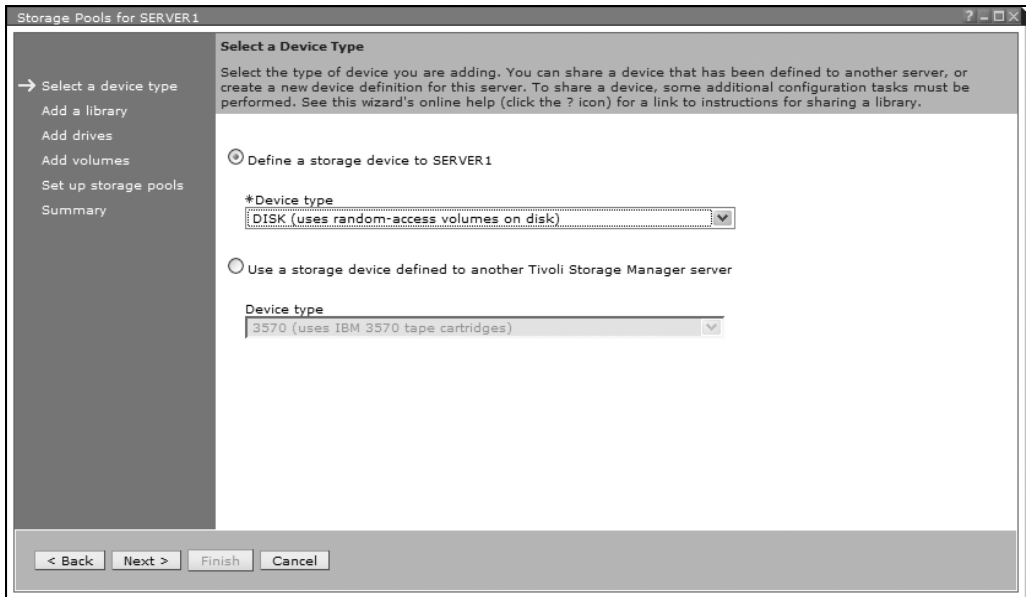 Storage Pools for SERVER1
Select a device type
Add a library
Add drives
Add volumes
Set up storage pools
Summary
Select a Device Type
Select the type of device you are adding. You can share a device that has been defined to another server, or
create a new device definition for this server. To share a device, some additional configuration tasks must be
performed. See this wizard's online help (click the ? icon) for a link to instructions for sharing a library.
Define a storage device to SERVER1
*Device type
DISK (uses random-access volumes on disk)
Use a storage device defined to another Tivoli Storage Manager server
Device type
3570 (uses IBM 3570 tape cartridges)
< Back Next > Finish Cancel